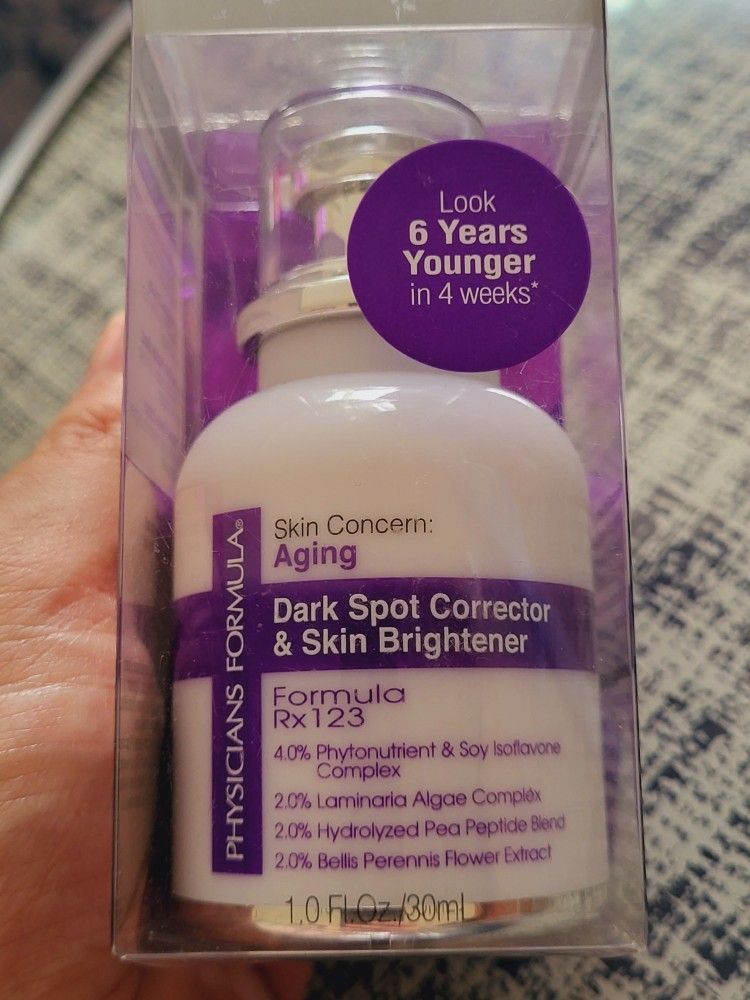 Look
6 Years
Younger
in 4 weeks*
PHYSICIANS FORMULA®
Skin Concern:
Aging
Dark Spot Corrector
& Skin Brightener
Formula
Rx123
4.0% Phytonutrient & Soy Isoflavone
Complex
2.0% Laminaria Algae Complex
2.0% Hydrolyzed Pea Peptide Blend
2.0% Bellis Perennis Flower Extract
1.0 Fl.Oz./30ml